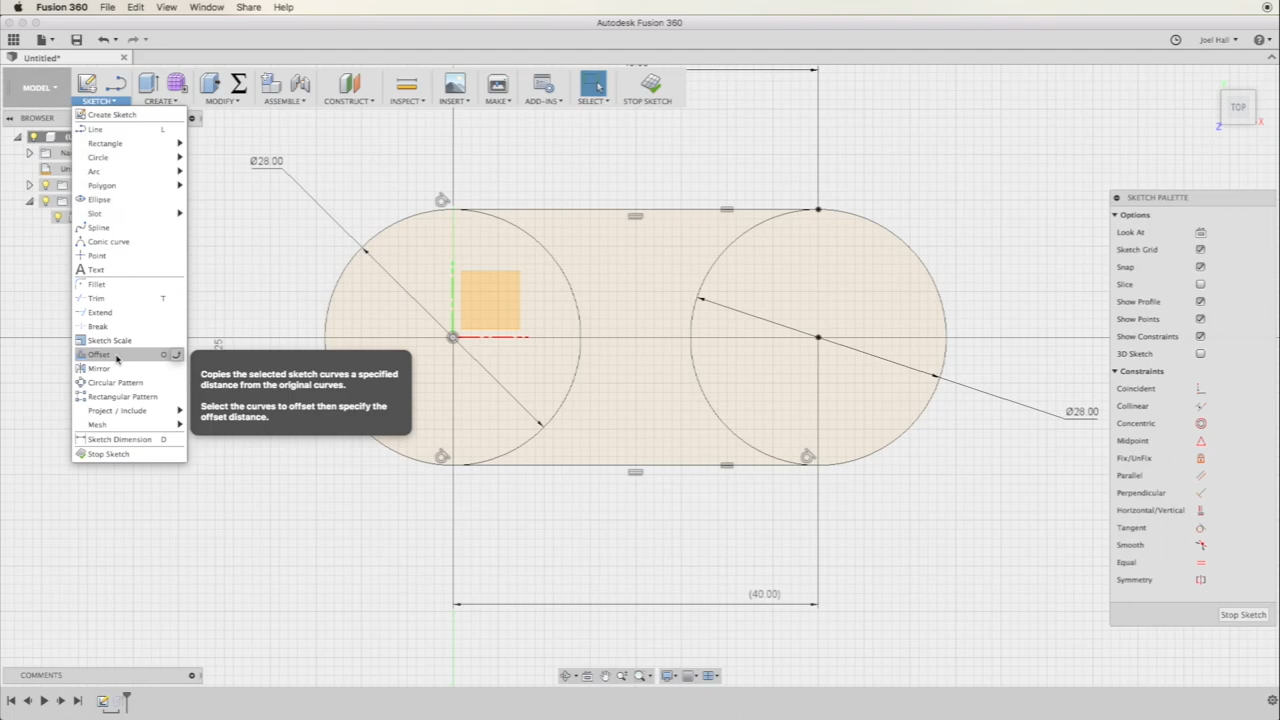 Fusion 360 File Edit View Window Share Help
Autodesk Fusion 360
Joel Hall
Untitled*
MODEL
SKETCH
CREATE
MODIFY
ASSEMBLE
CONSTRUCT
INSPECT
INSERT
MAKE
ADD-INS
SELECT
STOP SKETCH
BROWSER
Create Sketch
Line L
Rectangle
Circle
Arc
Polygon
Ellipse
Slot
Spline
Conic curve
Point
Text
Fillet
Trim T
Extend
Break
Sketch Scale
Offset O
Mirror
Circular Pattern
Rectangular Pattern
Project / Include
Mesh
Sketch Dimension D
Stop Sketch
Copies the selected sketch curves a specified
distance from the original curves.
Select the curves to offset then specify the
offset distance.
Ø28.00
25
Ø28.00
(40.00)
TOP
X
Z
SKETCH PALETTE
Options
Look At
Sketch Grid
Snap
Slice
Show Profile
Show Points
Show Constraints
3D Sketch
Constraints
Coincident
Collinear
Concentric
Midpoint
Fix/UnFix
Parallel
Perpendicular
Horizontal/Vertical
Tangent
Smooth
Equal
Symmetry
Stop Sketch
COMMENTS